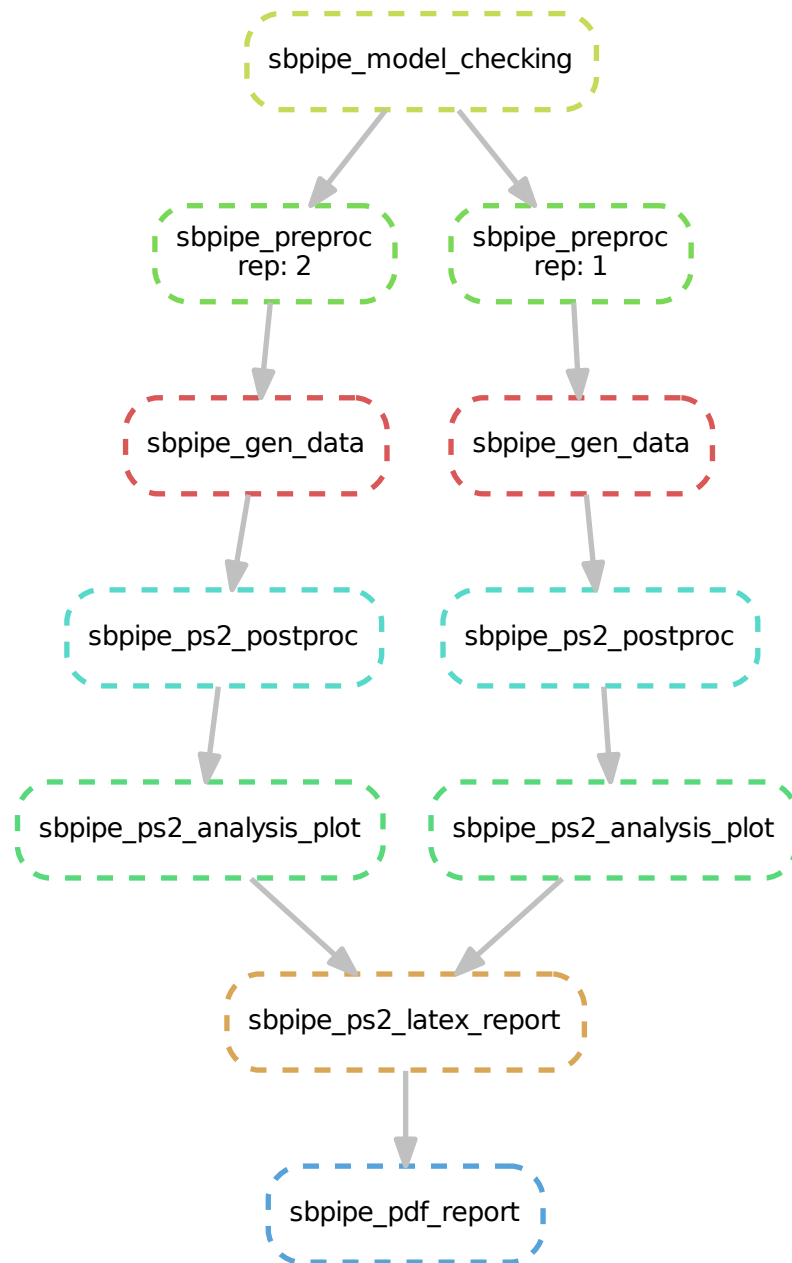 sbpipe_model_checking
sbpipe_preproc
rep: 2
sbpipe_preproc
rep: 1
sbpipe_gen_data
sbpipe_gen_data
sbpipe_ps2_postproc
sbpipe_ps2_postproc
sbpipe_ps2_analysis_plot
sbpipe_ps2_analysis_plot
sbpipe_ps2_latex_report
sbpipe_pdf_report